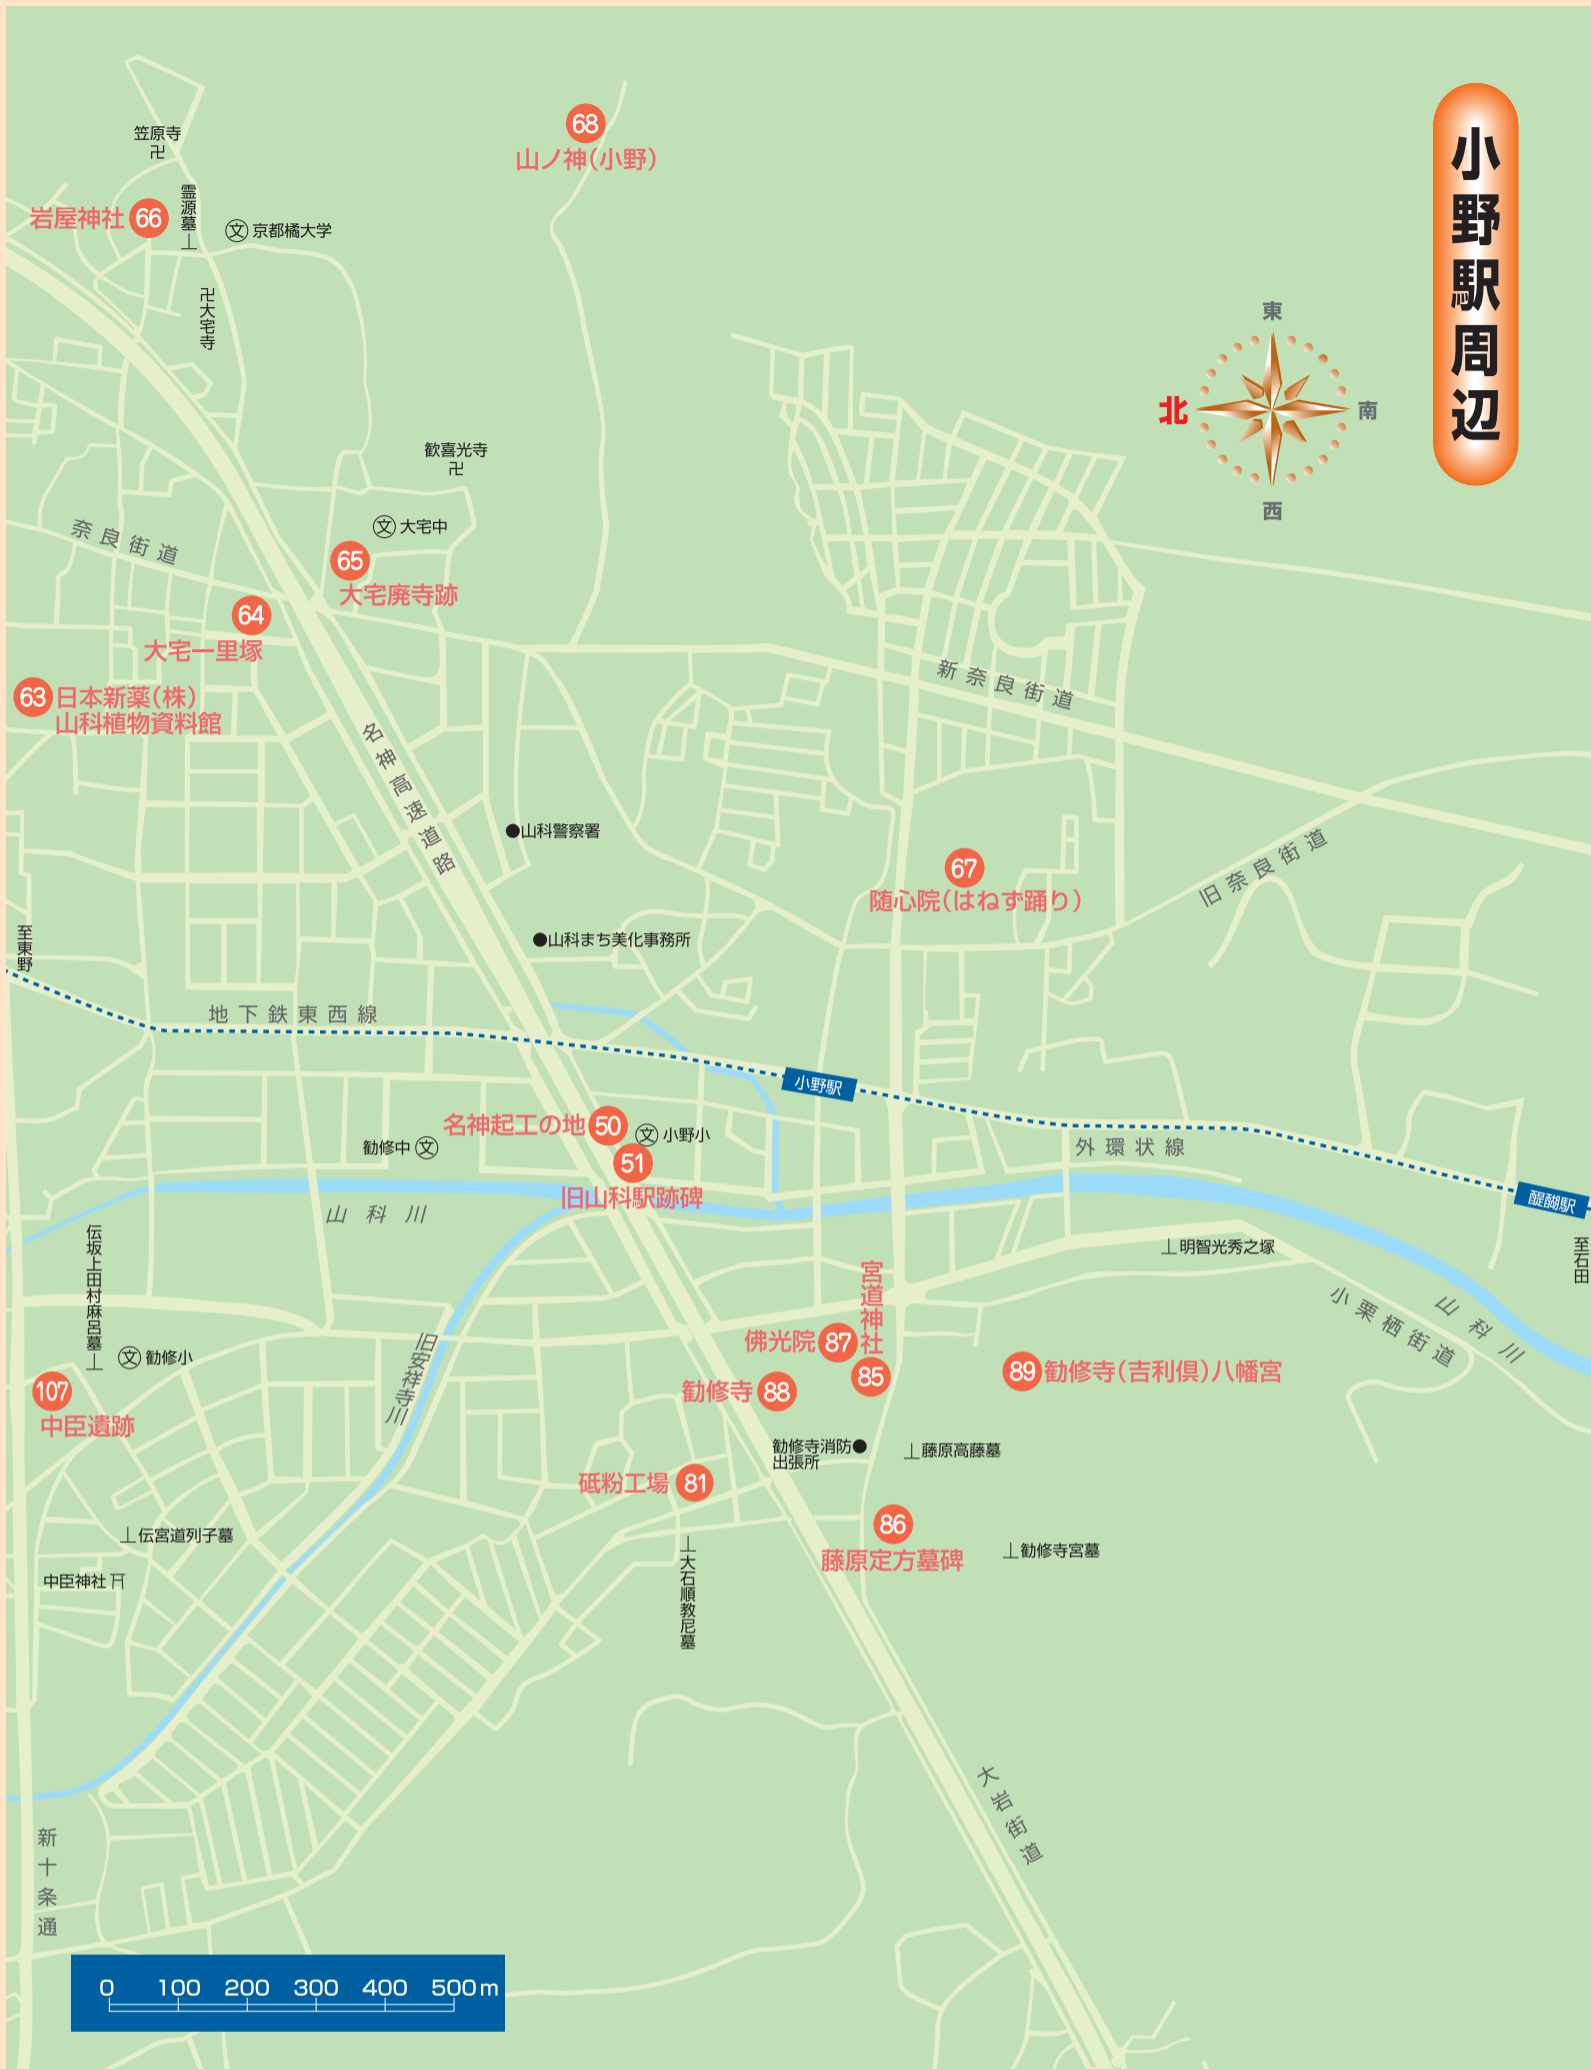 小野駅周辺
東
北
南
西
笠原寺
卍
霊源墓
66
岩屋神社
文
京都橘大学
卍大宅寺
68
山ノ神(小野)
歓喜光寺
卍
文
大宅中
奈良街道
65
大宅廃寺跡
64
大宅一里塚
63
日本新薬(株)
山科植物資料館
新奈良街道
名神高速道路
●山科警察署
67
随心院(はねず踊り)
旧奈良街道
至東野
●山科まち美化事務所
地下鉄東西線
小野駅
名神起工の地
50
文
小野小
51
旧山科駅跡碑
勧修中
文
外環状線
醍醐駅
至石田
山科川
明智光秀之塚
小栗栖街道
山科川
伝坂上田村麻呂墓
文
勧修小
107
中臣遺跡
旧安祥寺川
宮道神社
85
佛光院
87
勧修寺
88
89
勧修寺(吉利倶)八幡宮
勧修寺消防●
出張所
藤原高藤墓
砥粉工場
81
86
藤原定方墓碑
勧修寺宮墓
伝宮道列子墓
中臣神社
大石順教尼墓
大岩街道
新十条通
0 100 200 300 400 500m